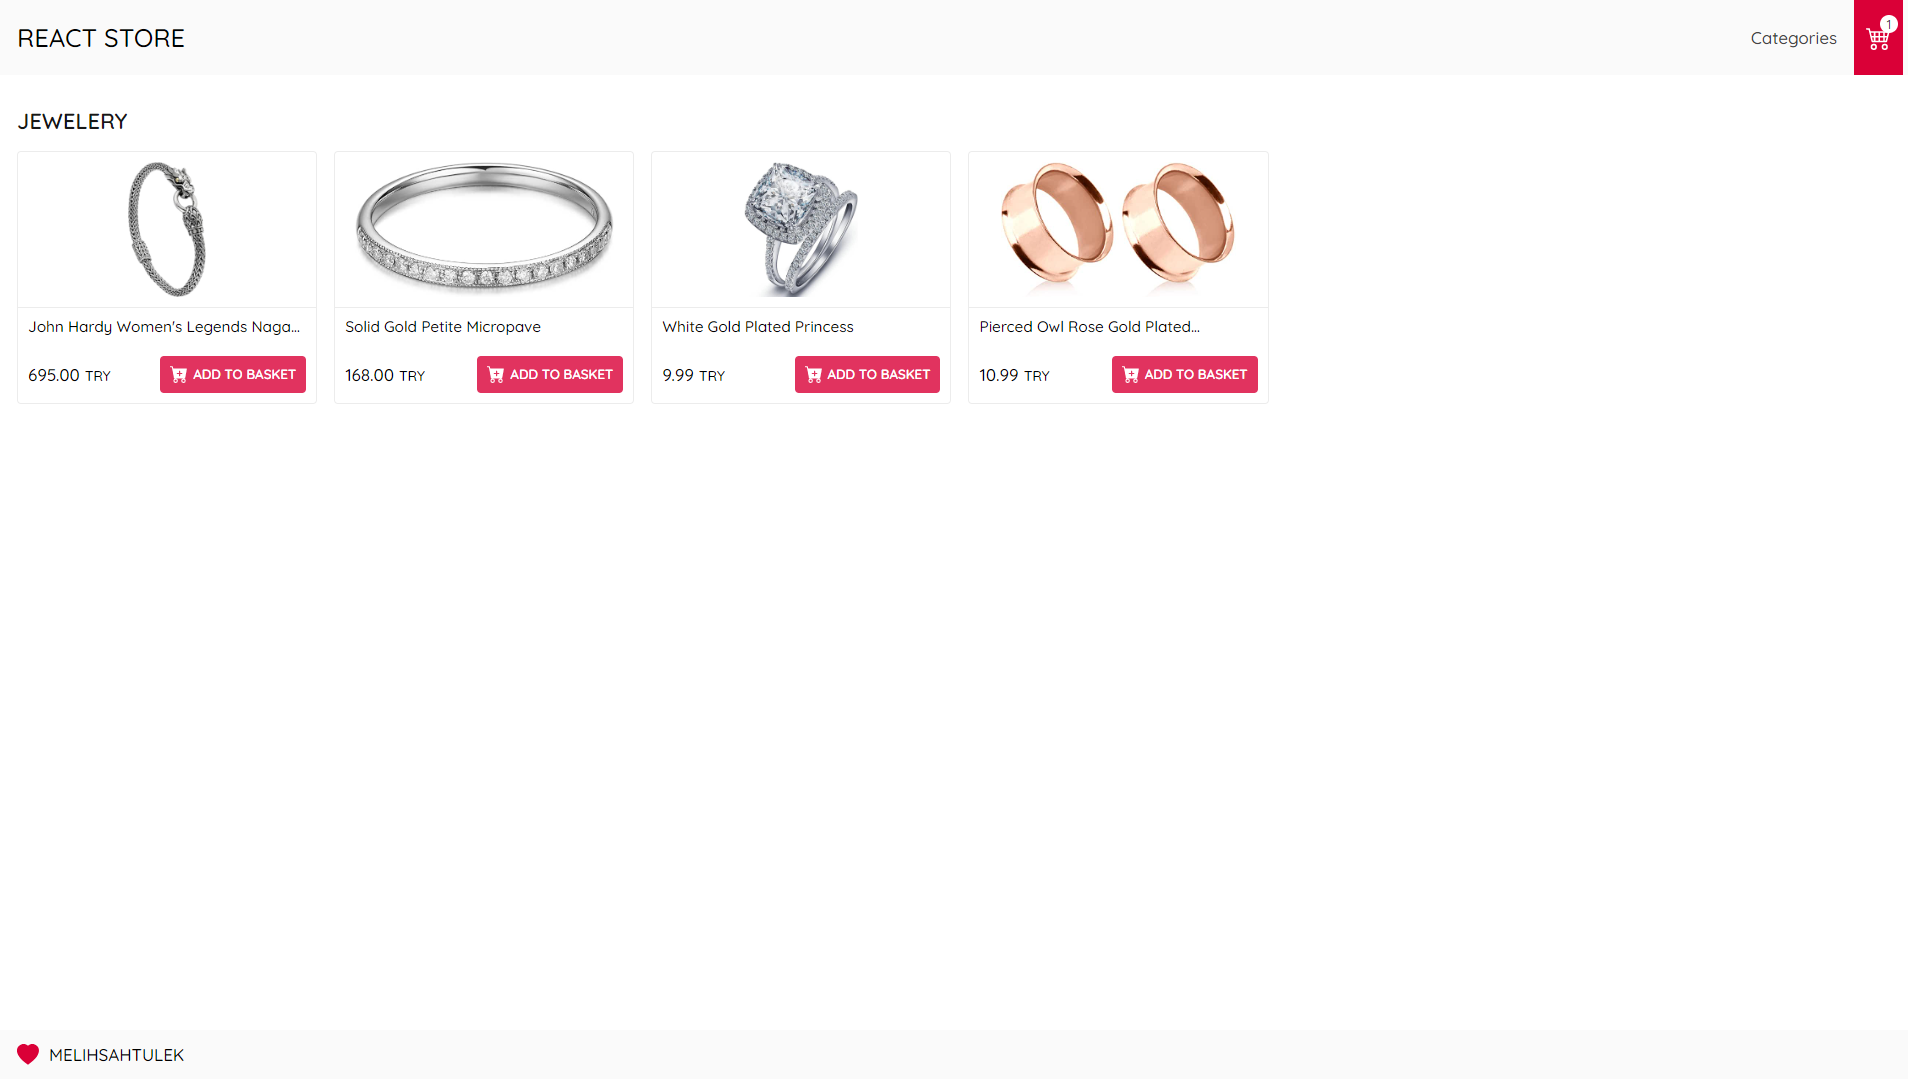 REACT STORE
Categories
1
JEWELERY
John Hardy Women's Legends Naga...
695.00 TRY
ADD TO BASKET
Solid Gold Petite Micropave
168.00 TRY
ADD TO BASKET
White Gold Plated Princess
9.99 TRY
ADD TO BASKET
Pierced Owl Rose Gold Plated...
10.99 TRY
ADD TO BASKET
MELIHSAHTULEK